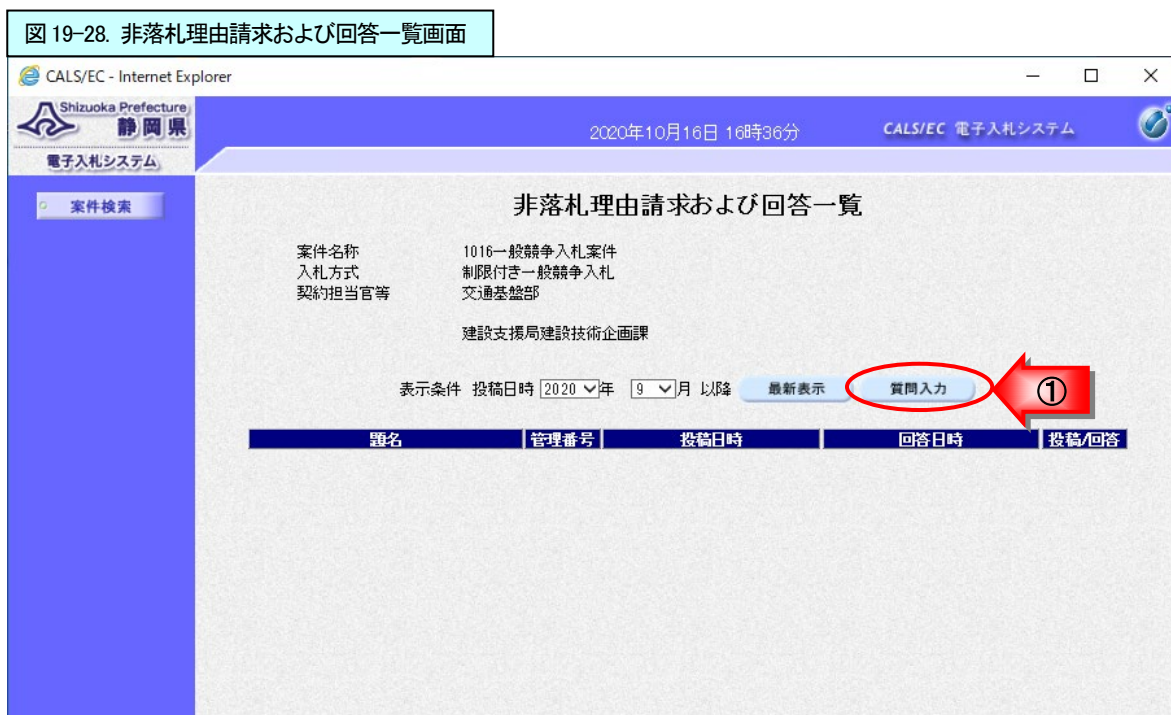 図 19-28. 非落札理由請求および回答一覧画面
CALS/EC - Internet Explorer
Shizuoka Prefecture
静岡県
電子入札システム
2020年10月16日 16時36分
CALS/EC 電子入札システム
案件検索
非落札理由請求および回答一覧
案件名称 1016一般競争入札案件
入札方式 制限付き一般競争入札
契約担当官等 交通基盤部
建設支援局建設技術企画課
表示条件 投稿日時 2020 年 9 月 以降 最新表示 質問入力 ①
題名 管理番号 投稿日時 回答日時 投稿/回答